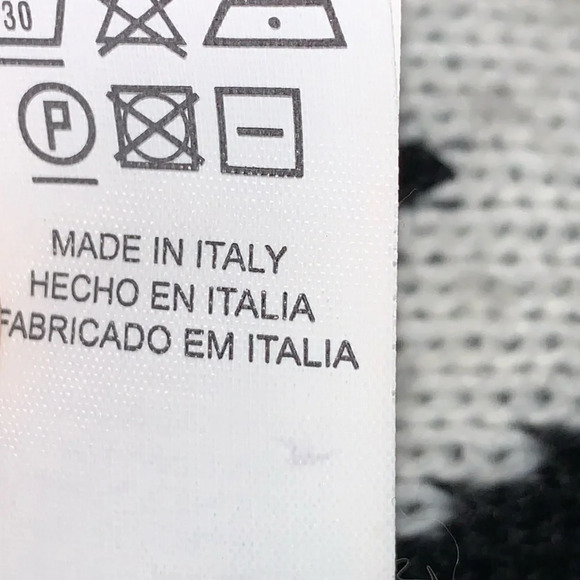 30
P
MADE IN ITALY
HECHO EN ITALIA
FABRICADO EM ITALIA